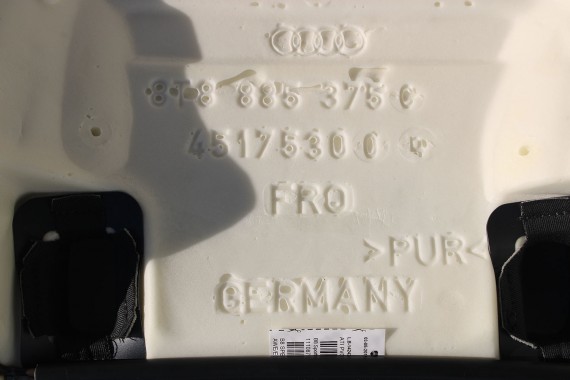 8T8 885 375 C
45175300
FRO
>PUR<
GERMANY